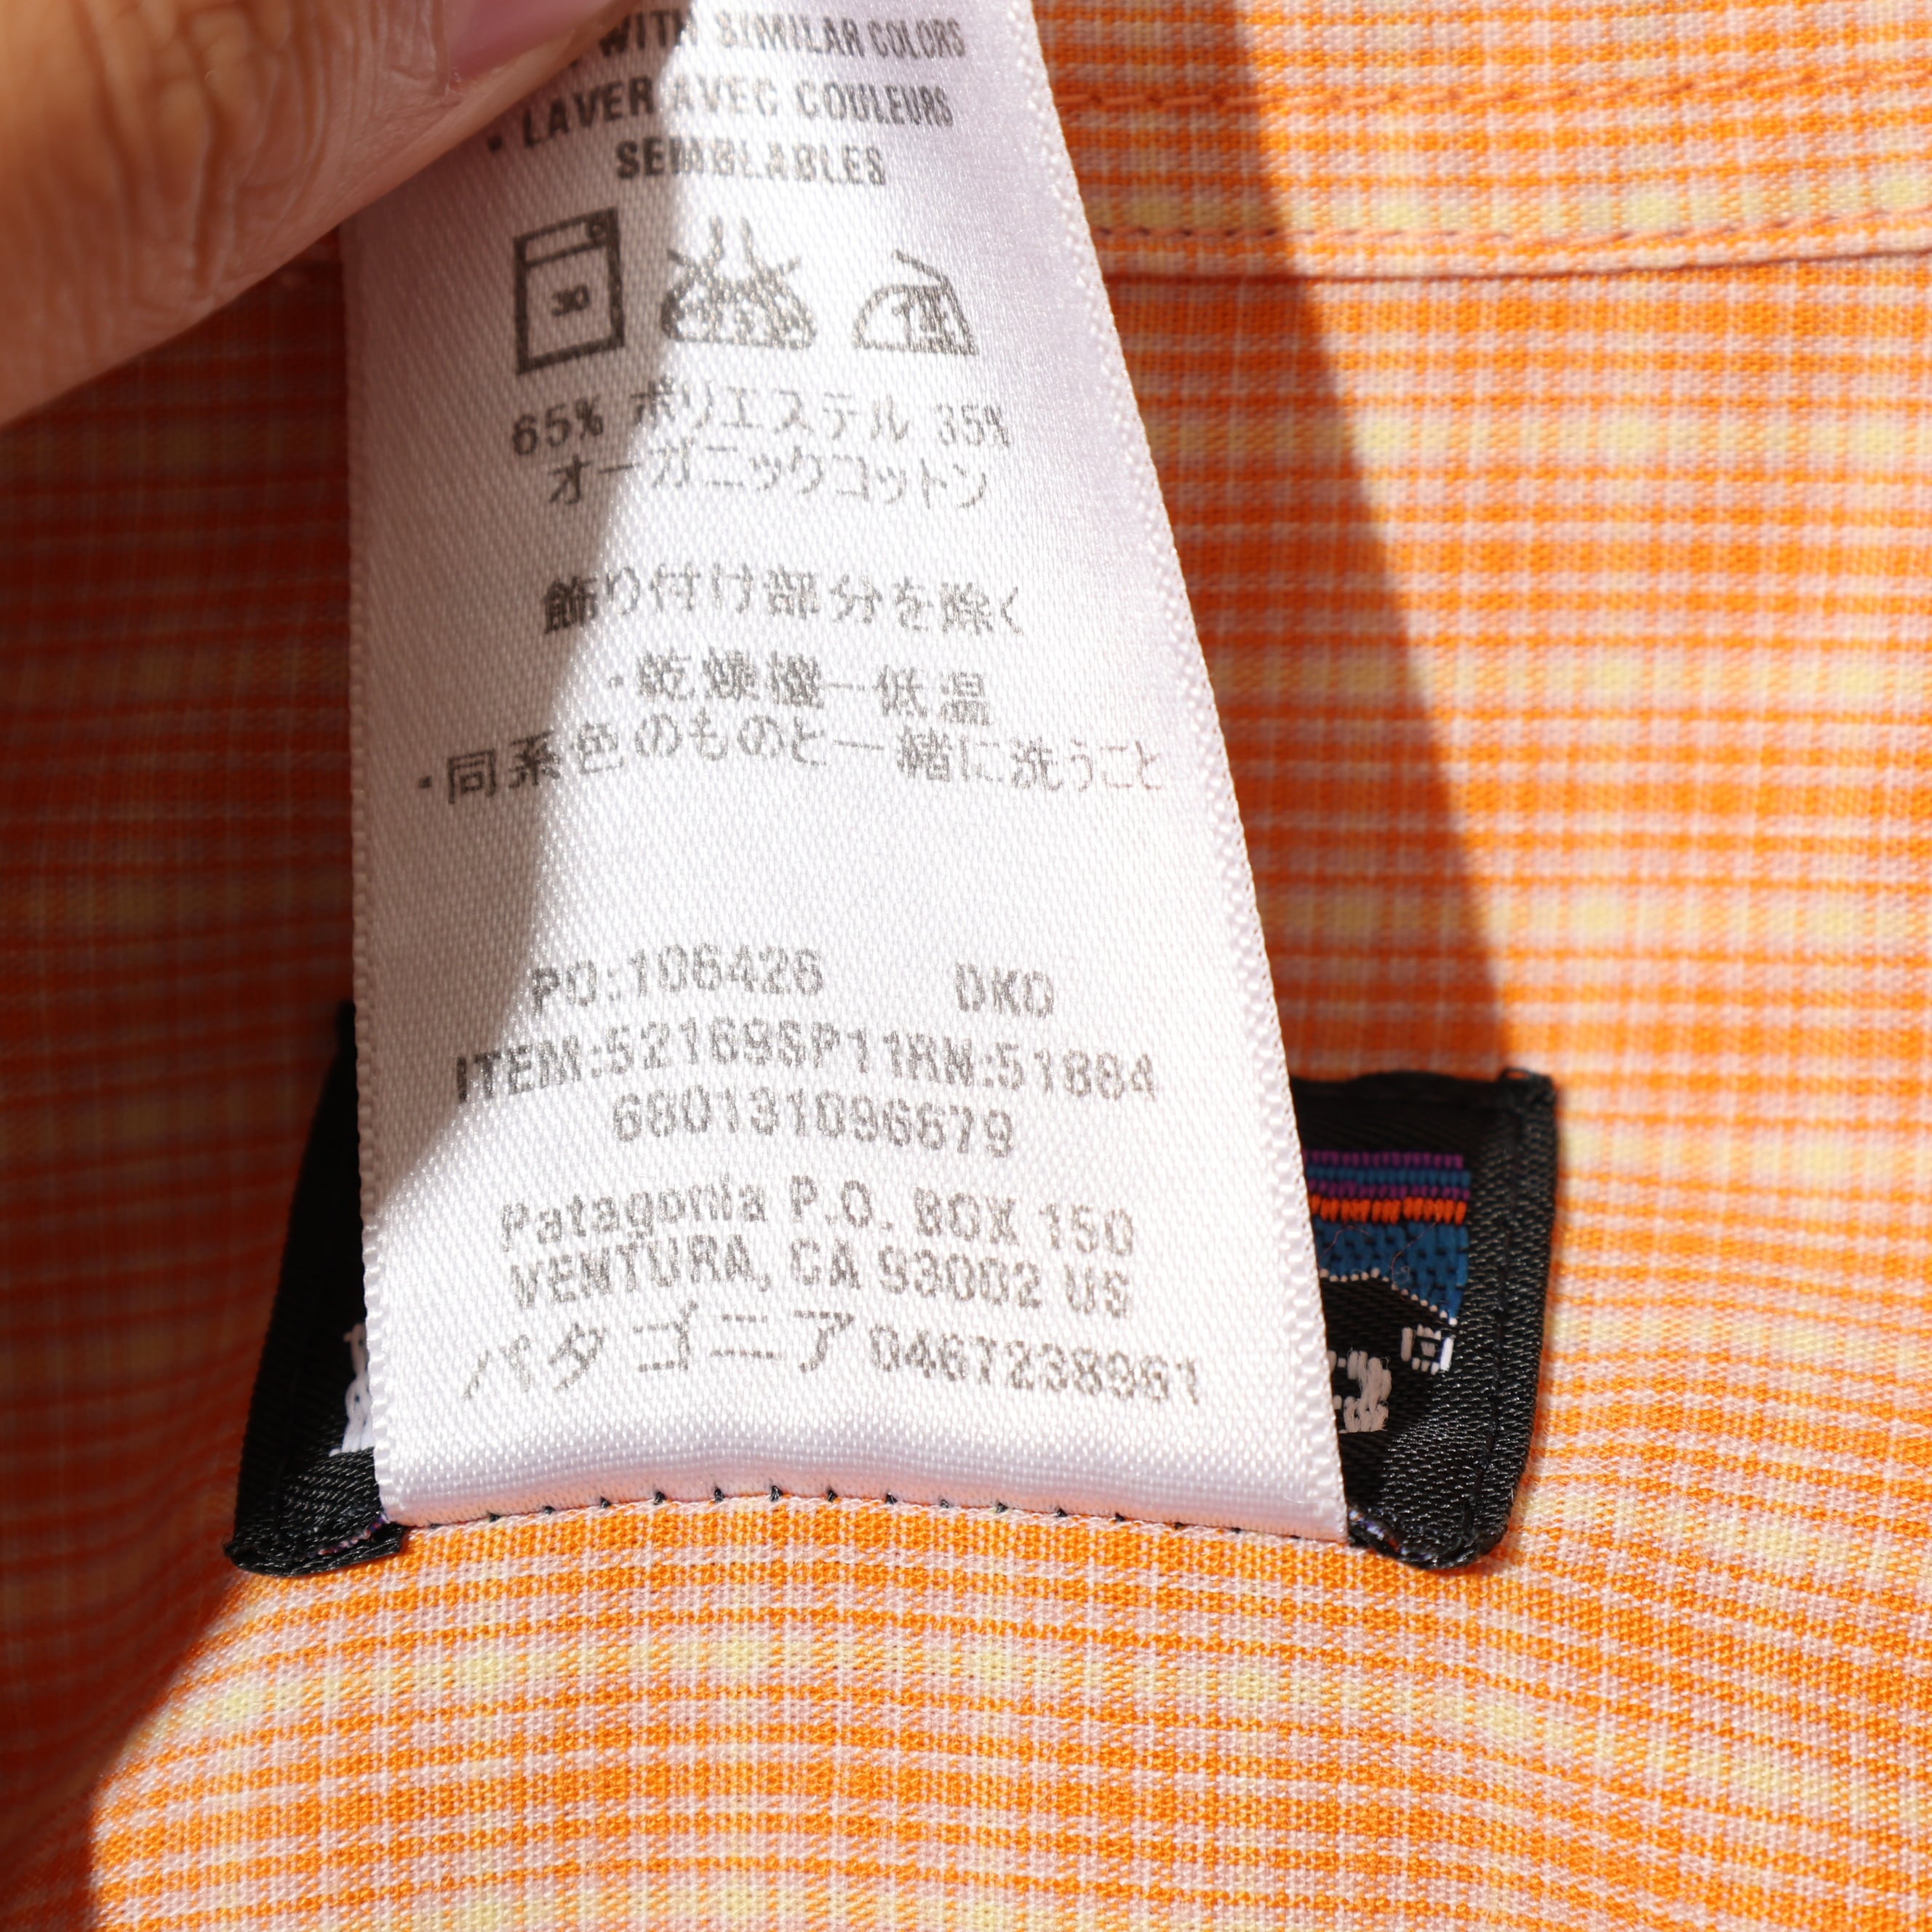 WITH SIMILAR COLORS
• LAVER AVEC COULEURS
SEMBLABLES
30
65% ポリエステル 35%
オーガニックコットン
飾り付け部分を除く
・乾燥機ー低温
・同系色のものと一緒に洗うこと
PO:106426 DKO
ITEM:52169SP11RN:51884
Patagonia P.O. BOX 150
VENTURA, CA 93002 US
パタゴニア 0467238961